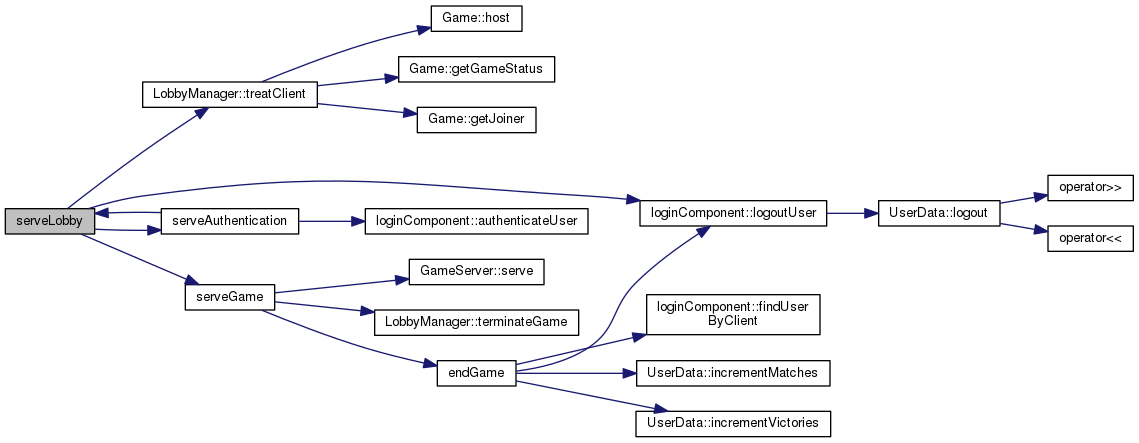 Game::host
Game::getGameStatus
LobbyManager::treatClient
Game::getJoiner
operator>>
serveLobby
serveAuthentication
loginComponent::authenticateUser
loginComponent::logoutUser
UserData::logout
operator<<
GameServer::serve
serveGame
LobbyManager::terminateGame
loginComponent::findUser
ByClient
endGame
UserData::incrementMatches
UserData::incrementVictories